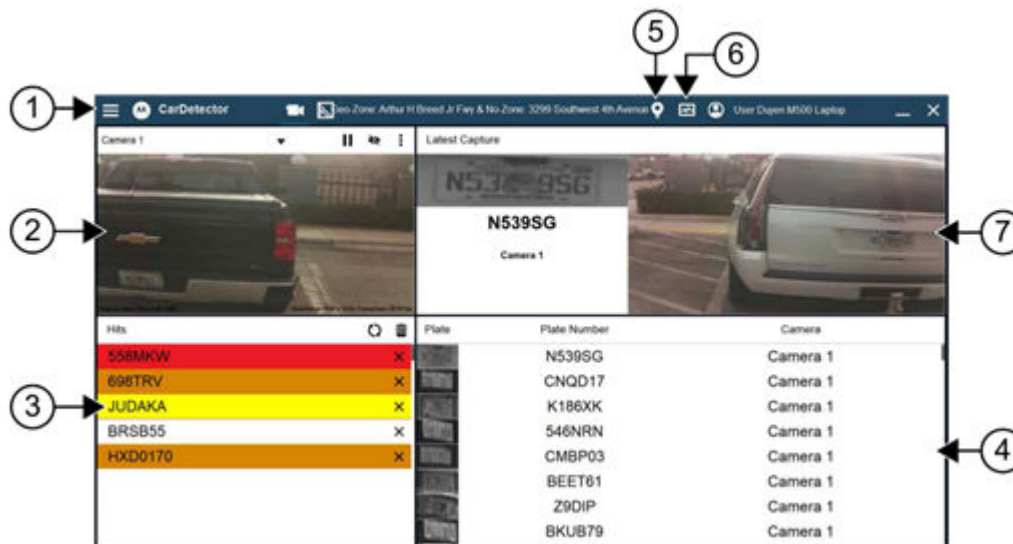 5
6
1
CarDetector
Geo-Zone: Arthur H Breed Jr Fwy & No-Zone: 3299 Southwest 4th Avenue
User Duyen M500 Laptop
Camera 1
Latest Capture
2
N539SG
Camera 1
7
Hits
Plate
Plate Number
Camera
558MKW
N539SG
Camera 1
698TRV
CNQD17
Camera 1
3
JUDAKA
K186XK
Camera 1
BRSB55
546NRN
Camera 1
HXD0170
CMBP03
Camera 1
4
BEET61
Camera 1
Z9DIP
Camera 1
BKUB79
Camera 1